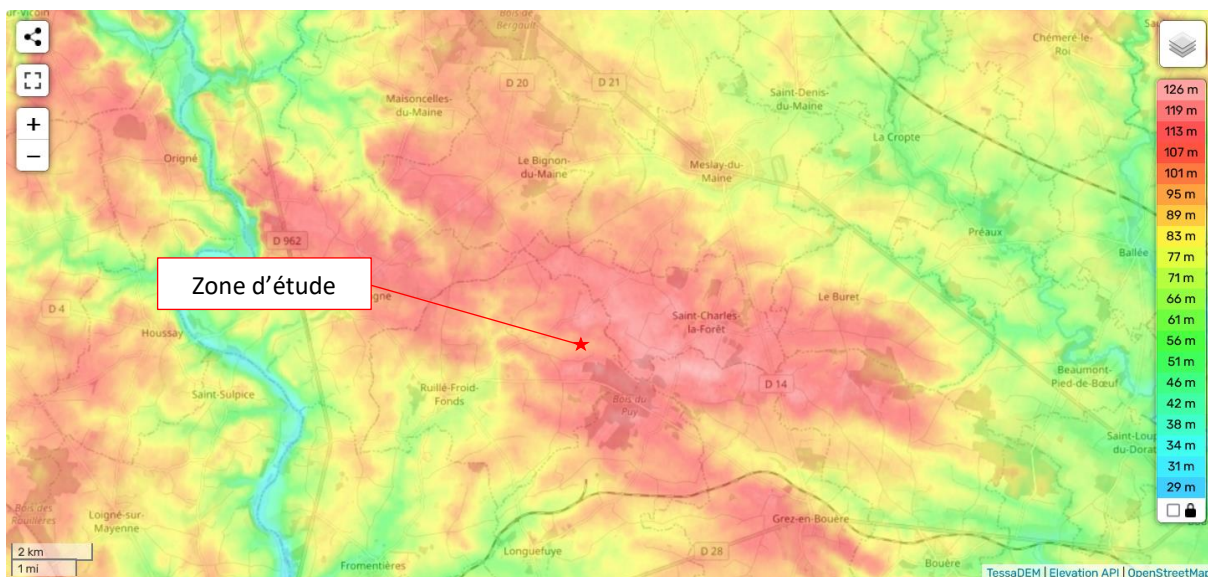 ur-Vicoin
Bois de
Bergault
Chémeré-le-
Roi
D 20
D 21
Maisoncelles-
du-Maine
Saint-Denis-
du-Maine
La Cropte
Origné
Le Bignon-
du-Maine
Meslay-du-
Maine
D 962
Préaux
Ballée
Zone d’étude
igne
D 4
Houssay
Le Buret
Saint-Charles-
la-Forêt
Beaumont-
Pied-de-Bœuf
D 14
Ruillé-Froid-
Fonds
Saint-Sulpice
Bois du
Puy
Saint-Lou
du-Dorat
Bois des
Rouillères
Loigné-sur-
Mayenne
Grez-en-Bouère
Longuefuye
D 28
Fromentières
Bouère
+
−
126 m
119 m
113 m
107 m
101 m
95 m
89 m
83 m
77 m
71 m
66 m
61 m
56 m
51 m
46 m
42 m
38 m
34 m
31 m
29 m
2 km
1 mi
TessaDEM | Elevation API | OpenStreetMap